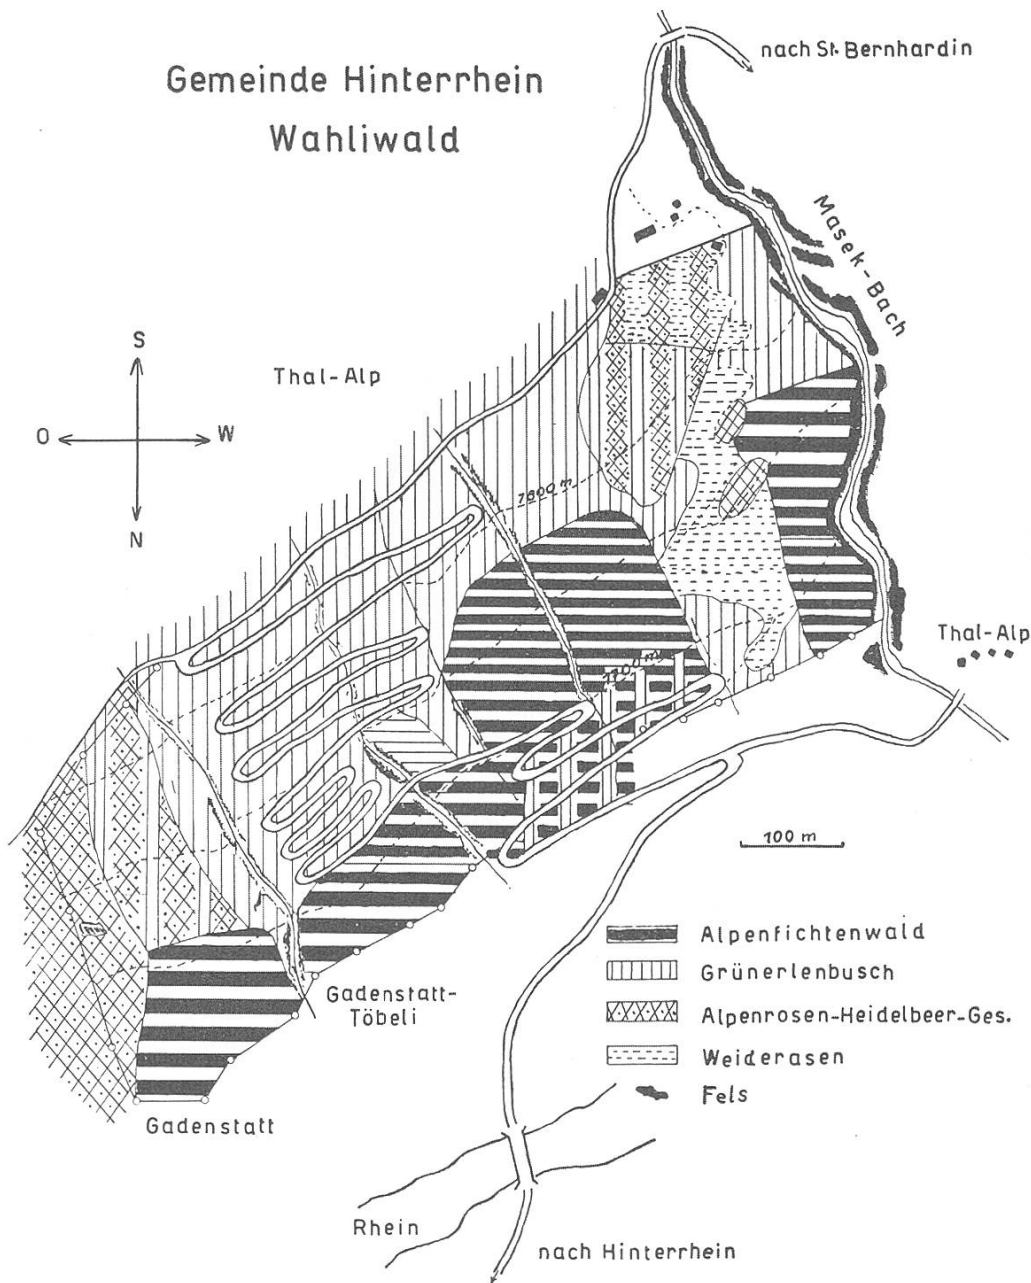 nach St. Bernhardin
Gemeinde Hinterrhein
Wahliwald
Masek-Bach
S
O
W
N
Thal-Alp
1800 m
Thal-Alp
1700 m
100 m
Alpenfichtenwald
Grünerlenbusch
Gadenstatt-
Töbeli
Alpenrosen-Heidelbeer-Ges.
Weiderasen
Fels
Gadenstatt
Rhein
nach Hinterrhein